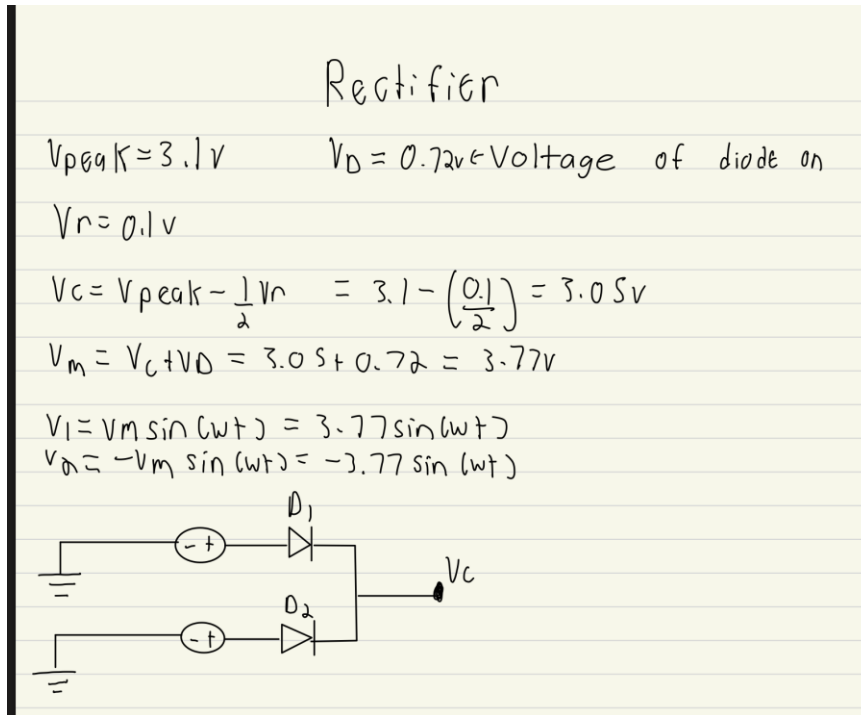 Rectifier
Vpeak = 3.1v VD = 0.72v ← Voltage of diode on
Vr = 0.1v
Vc = Vpeak - 1/2 Vr = 3.1 - (0.1/2) = 3.05v
Vm = Vc + VD = 3.05 + 0.72 = 3.77v
V1 = Vm sin(wt) = 3.77 sin(wt)
V2 = -Vm sin(wt) = -3.77 sin(wt)
D1
- +
Vc
D2
- +